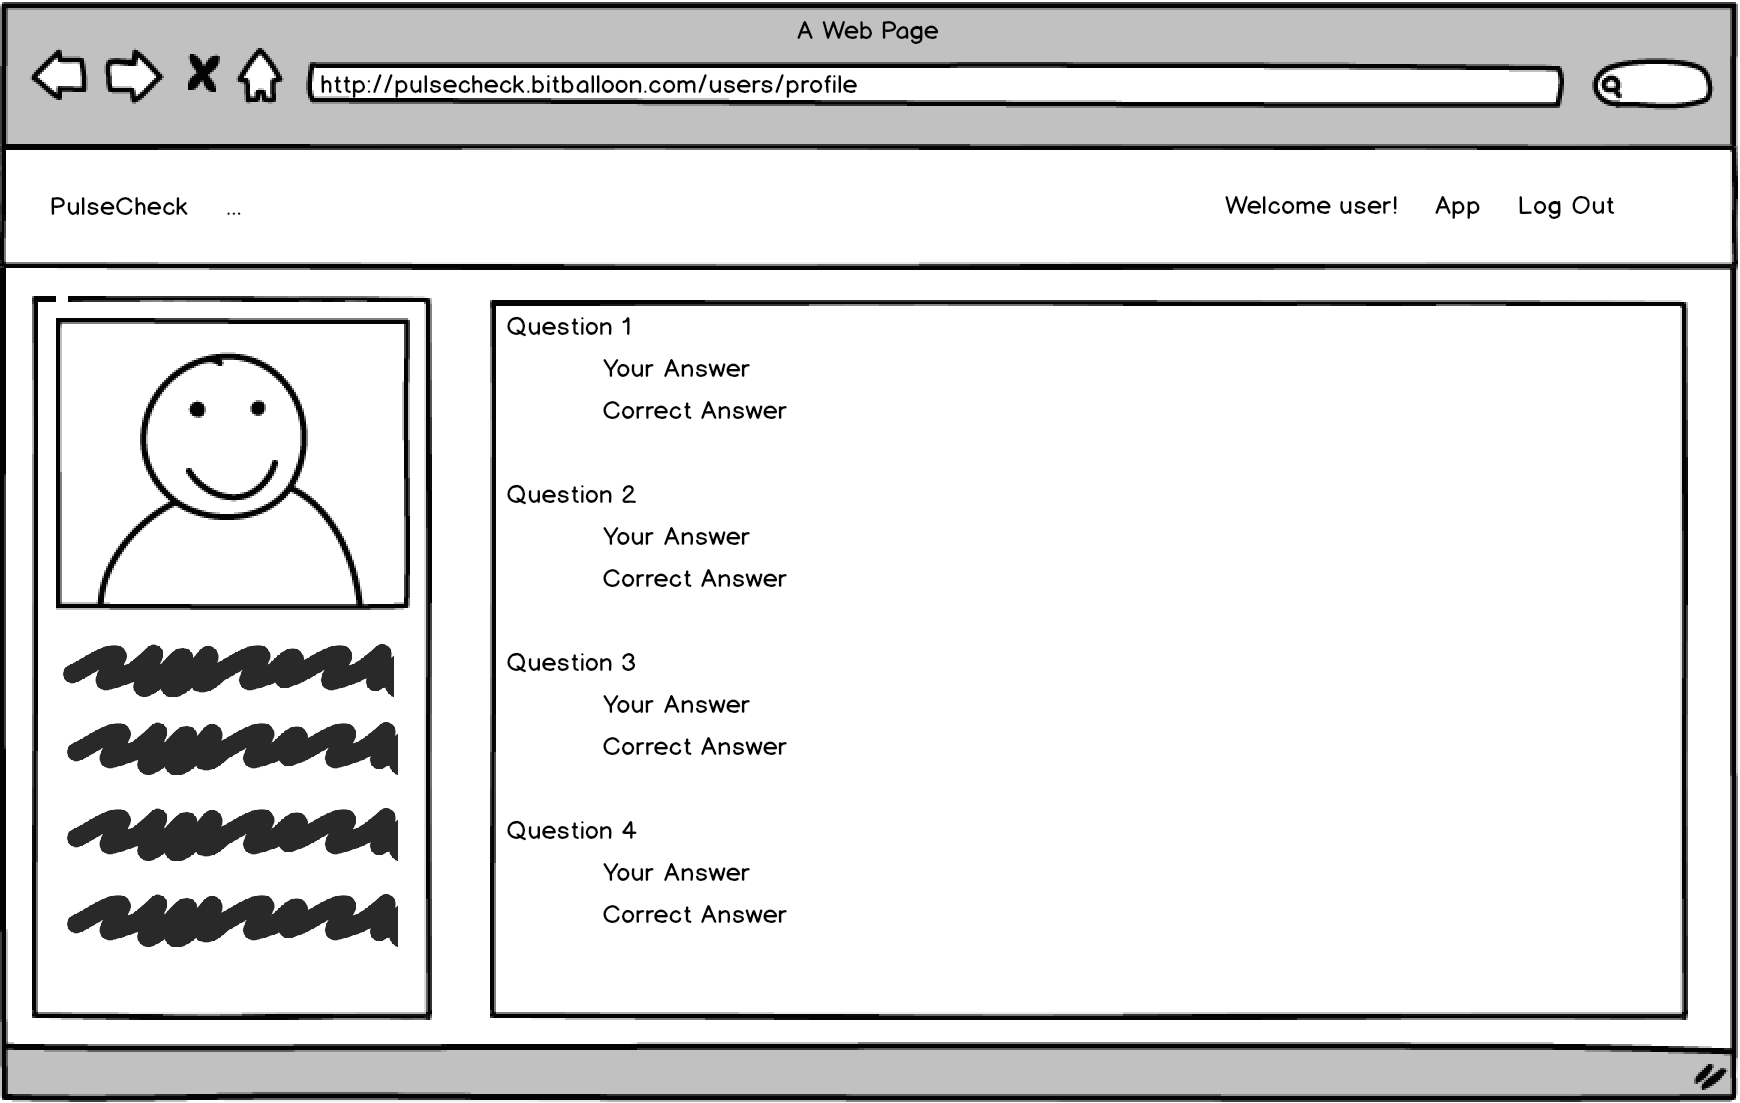 A Web Page
http://pulsecheck.bitballoon.com/users/profile
PulseCheck ... Welcome user! App Log Out
Question 1
Your Answer
Correct Answer
Question 2
Your Answer
Correct Answer
Question 3
Your Answer
Correct Answer
Question 4
Your Answer
Correct Answer